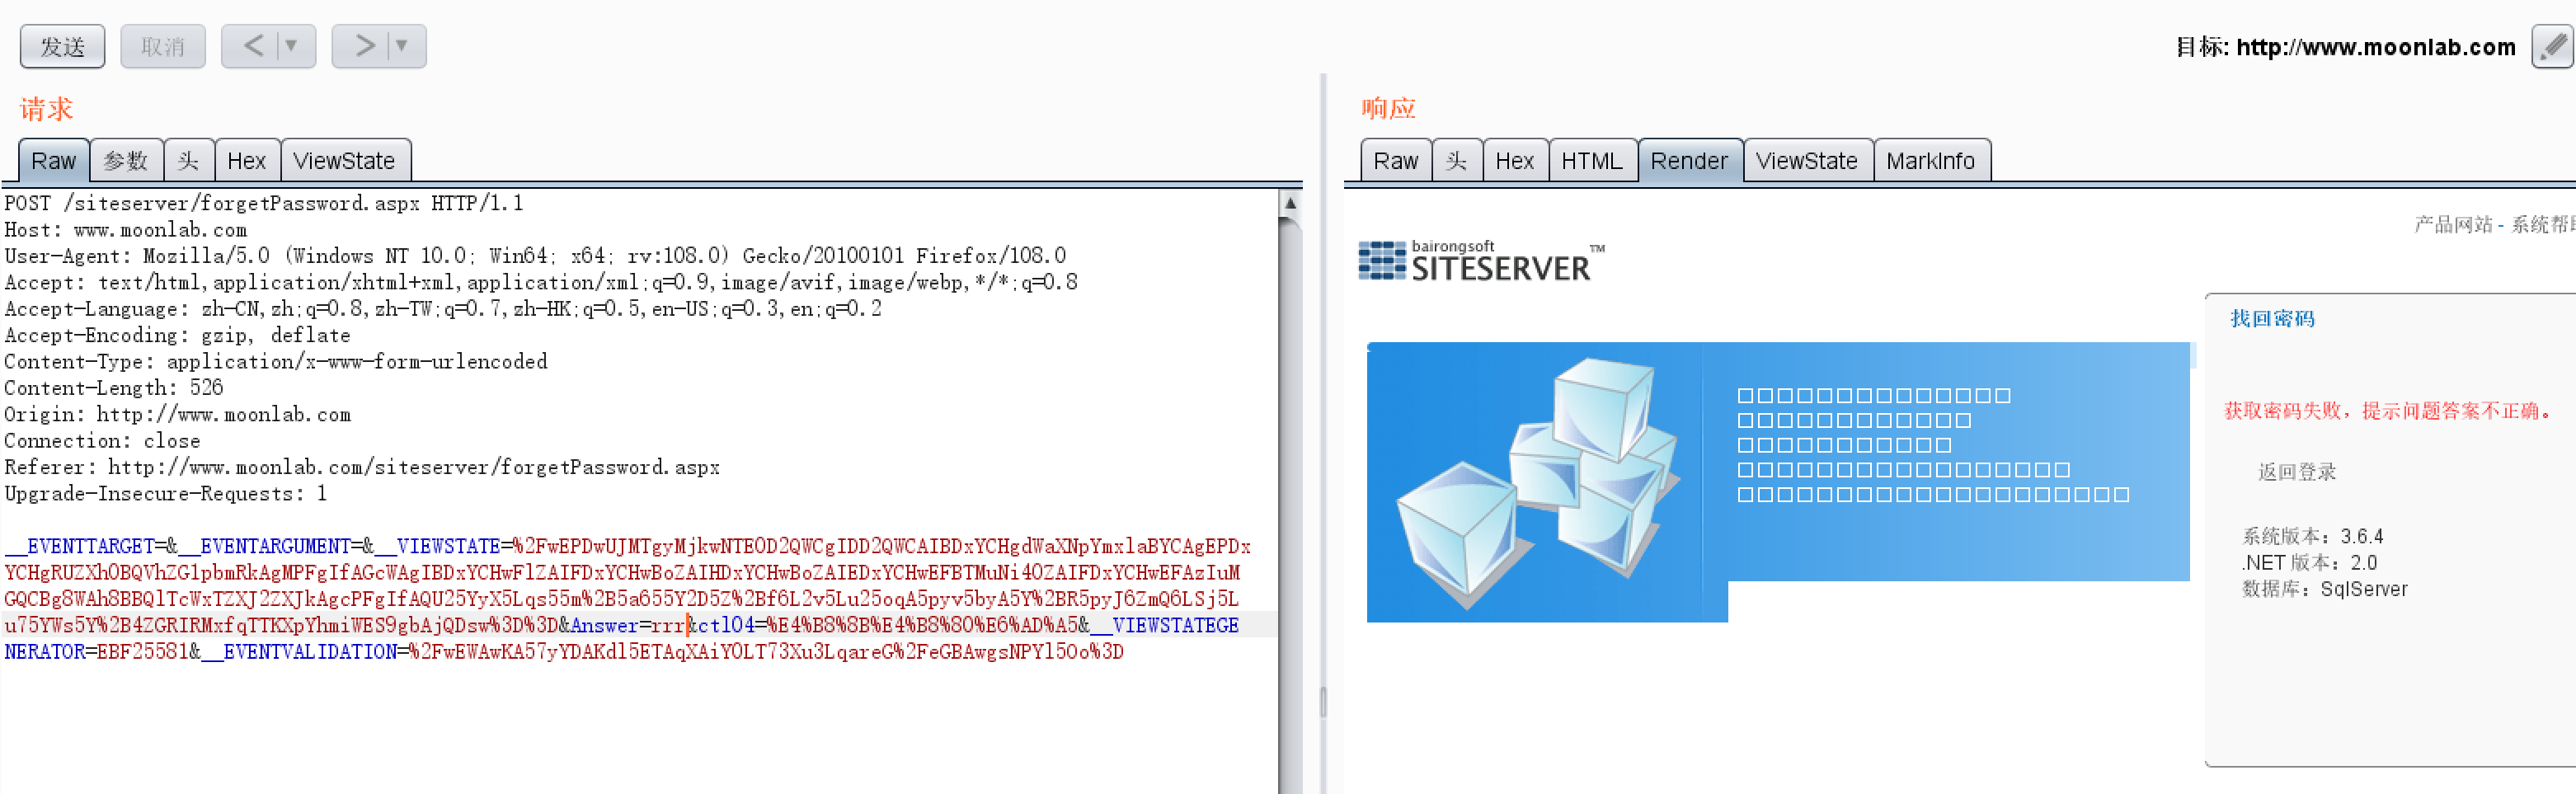 发送 取消 < ▼ > ▼
目标: http://www.moonlab.com
请求
Raw 参数 头 Hex ViewState
POST /siteserver/forgetPassword.aspx HTTP/1.1
Host: www.moonlab.com
User-Agent: Mozilla/5.0 (Windows NT 10.0; Win64; x64; rv:108.0) Gecko/20100101 Firefox/108.0
Accept: text/html,application/xhtml+xml,application/xml;q=0.9,image/avif,image/webp,*/*;q=0.8
Accept-Language: zh-CN,zh;q=0.8,zh-TW;q=0.7,zh-HK;q=0.5,en-US;q=0.3,en;q=0.2
Accept-Encoding: gzip, deflate
Content-Type: application/x-www-form-urlencoded
Content-Length: 526
Origin: http://www.moonlab.com
Connection: close
Referer: http://www.moonlab.com/siteserver/forgetPassword.aspx
Upgrade-Insecure-Requests: 1
__EVENTTARGET=&__EVENTARGUMENT=&__VIEWSTATE=%2FwEPDwUJMTgyMjkwNTE0D2QWCgIDD2QWCAIBDxYCHgdWaXNpYmxlaBYCAgEPDx
YCHgRUZXh0BQVhZG1pbmRkAgMPFgIfAGcWAgIBDxYCHwFlZAIFDxYCHwBoZAIHDxYCHwBoZAIEDxYCHwEFBTMuNi40ZAIFDxYCHwEFAzIuM
GQCBg8WAh8BBQlTcWxTZXJ2ZXJkAgcPFgIfAQU25YyX5Lqs55m%2B5a655Y2D5Z%2Bf6L2v5Lu25oqA5pyv5byA5Y%2BR5pyJ6ZmQ6LSj5L
u75YWs5Y%2B4ZGRIRMxfqTTKXpYhmiWES9gbAjQDsw%3D%3D&Answer=rrr&ctl04=%E4%B8%8B%E4%B8%80%E6%AD%A5&__VIEWSTATEGE
NERATOR=EBF25581&__EVENTVALIDATION=%2FwEWAwKA57yYDAKdl5ETAqXAiYOLT73Xu3LqareG%2FeGBAwgsNPYl5Oo%3D
响应
Raw 头 Hex HTML Render ViewState MarkInfo
产品网站 - 系统帮
bairongsoft
SITESERVER™
找回密码
获取密码失败，提示问题答案不正确。
返回登录
系统版本：3.6.4
.NET 版本：2.0
数据库：SqlServer